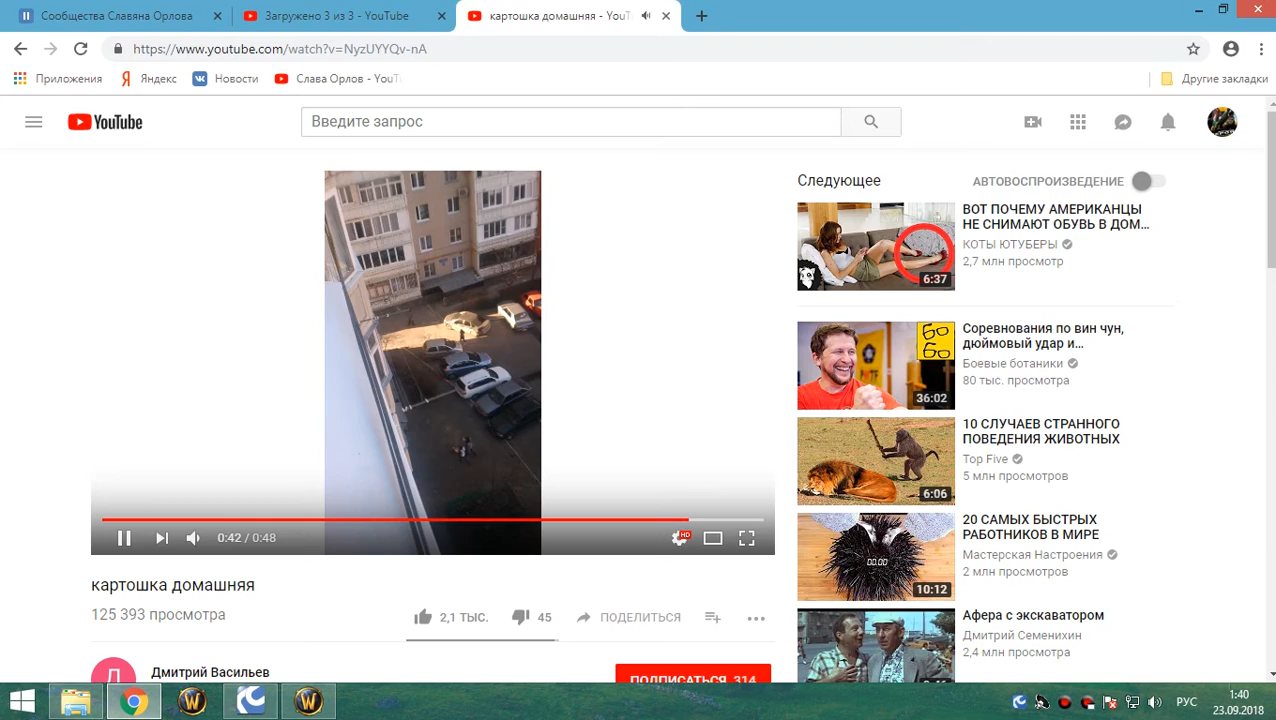 Сообщества Славяна Орлова
Загружено 3 из 3 - YouTube
картошка домашняя - YouT
https://www.youtube.com/watch?v=NyzUYYQv-nA
Приложения
Яндекс
Новости
Слава Орлов - YouT
Другие закладки
YouTube
Введите запрос
Следующее
АВТОВОСПРОИЗВЕДЕНИЕ
ВОТ ПОЧЕМУ АМЕРИКАНЦЫ
НЕ СНИМАЮТ ОБУВЬ В ДОМ...
КОТЫ ЮТУБЕРЫ
2,7 млн просмотр
6:37
Соревнования по вин чун,
дюймовый удар и...
Боевые ботаники
80 тыс. просмотра
БО
БО
36:02
10 СЛУЧАЕВ СТРАННОГО
ПОВЕДЕНИЯ ЖИВОТНЫХ
Top Five
5 млн просмотров
6:06
20 САМЫХ БЫСТРЫХ
РАБОТНИКОВ В МИРЕ
Мастерская Настроения
2 млн просмотров
00.00
10:12
Афера с экскаватором
Дмитрий Семенихин
2,4 млн просмотра
0:42 / 0:48
HD
картошка домашняя
125 393 просмотра
2,1 ТЫС.
45
ПОДЕЛИТЬСЯ
Д
Дмитрий Васильев
ПОДПИСАТЬСЯ 314
РУС
1:40
23.09.2018